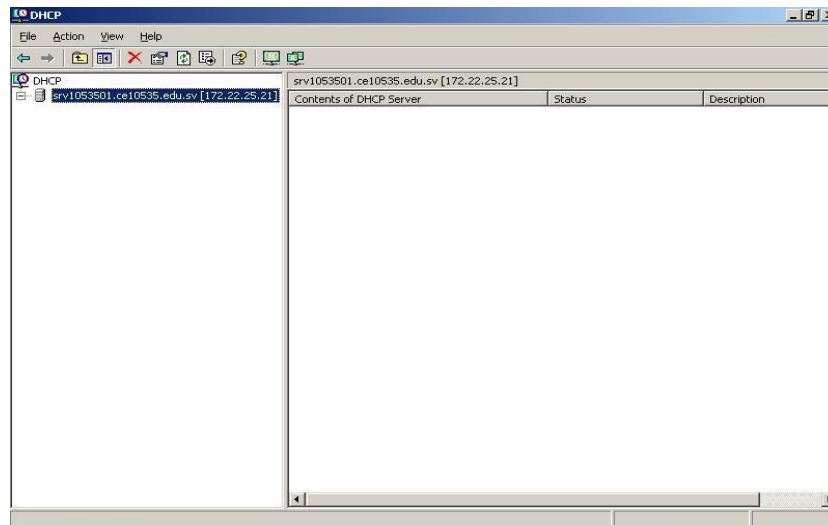 DHCP
File Action View Help
DHCP
srv1053501.ce10535.edu.sv [172.22.25.21]
srv1053501.ce10535.edu.sv [172.22.25.21]
Contents of DHCP Server Status Description